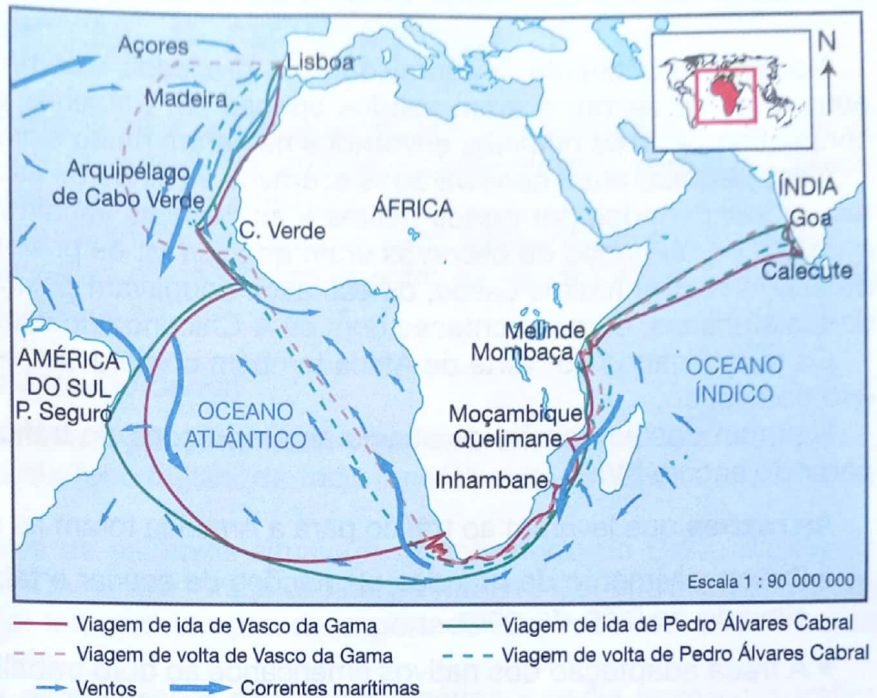 Açores
Lisboa
N
Madeira
Arquipélago
de Cabo Verde
C. Verde
ÁFRICA
ÍNDIA
Goa
Calecute
Melinde
Mombaça
AMÉRICA
DO SUL
P. Seguro
OCEANO
ATLÂNTICO
OCEANO
ÍNDICO
Moçambique
Quelimane
Inhambane
Escala 1 : 90 000 000
Viagem de ida de Vasco da Gama
Viagem de ida de Pedro Álvares Cabral
Viagem de volta de Vasco da Gama
Viagem de volta de Pedro Álvares Cabral
Ventos
Correntes marítimas